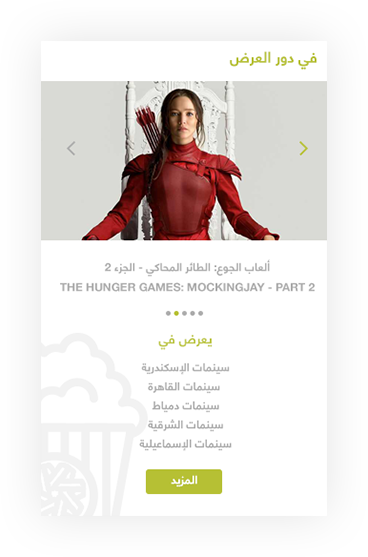 في دور العرض
ألعاب الجوع: الطائر المحاكي - الجزء 2
THE HUNGER GAMES: MOCKINGJAY - PART 2
يعرض في
سينمات الإسكندرية
سينمات القاهرة
سينمات دمياط
سينمات الشرقية
سينمات الإسماعيلية
المزيد